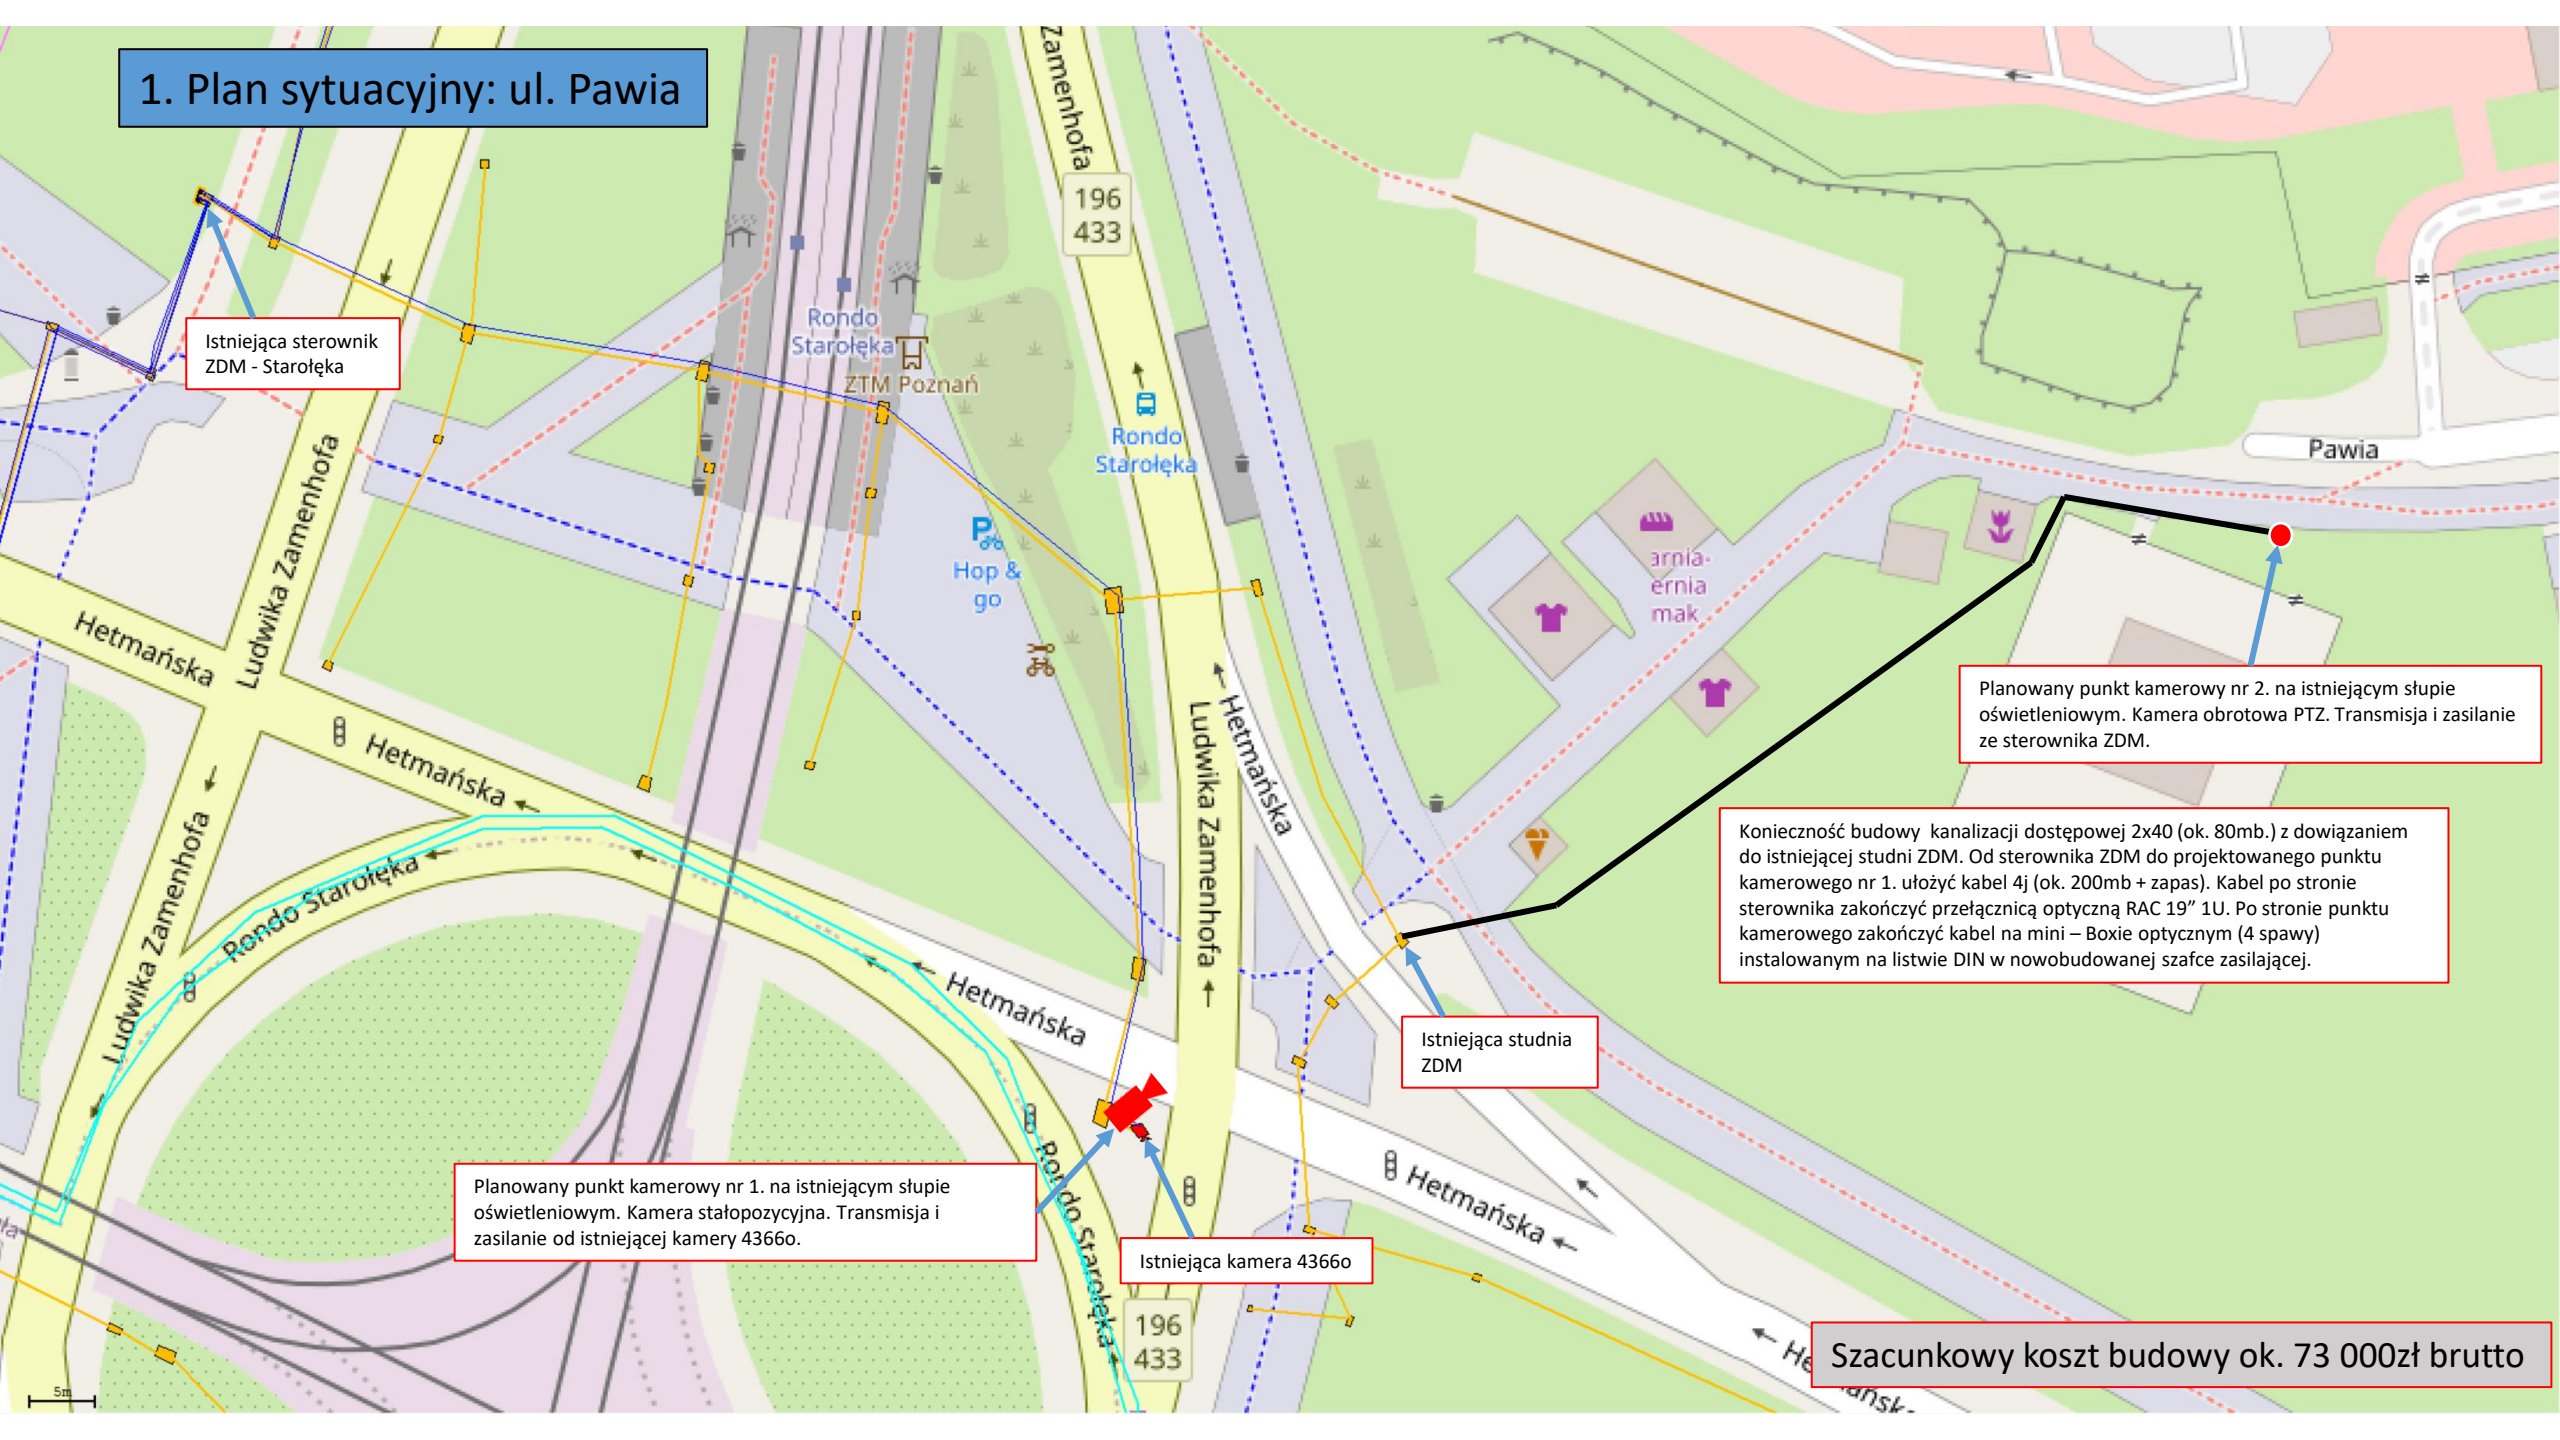 1. Plan sytuacyjny: ul. Pawia
Zamenhofa
196
433
Istniejąca sterownik
ZDM - Starołęka
Rondo
Starołęka
ZTM Poznań
Rondo
Starołęka
Pawia
Ludwika Zamenhofa
Hop &
go
arnia-
ernia
mak
Hetmańska
Hetmańska
Ludwika Zamenhofa
Hetmańska
Planowany punkt kamerowy nr 2. na istniejącym słupie
oświetleniowym. Kamera obrotowa PTZ. Transmisja i zasilanie
ze sterownika ZDM.
Konieczność budowy kanalizacji dostępowej 2x40 (ok. 80mb.) z dowiązaniem
do istniejącej studni ZDM. Od sterownika ZDM do projektowanego punktu
kamerowego nr 1. ułożyć kabel 4j (ok. 200mb + zapas). Kabel po stronie
sterownika zakończyć przełącznicą optyczną RAC 19” 1U. Po stronie punktu
kamerowego zakończyć kabel na mini – Boxie optycznym (4 spawy)
instalowanym na listwie DIN w nowobudowanej szafce zasilającej.
Ludwika Zamenhofa
Rondo Starołęka
Hetmańska
Istniejąca studnia
ZDM
Planowany punkt kamerowy nr 1. na istniejącym słupie
oświetleniowym. Kamera stałopozycyjna. Transmisja i
zasilanie od istniejącej kamery 4366o.
Rondo Starołęka
Hetmańska
Istniejąca kamera 4366o
196
433
Szacunkowy koszt budowy ok. 73 000zł brutto
5m